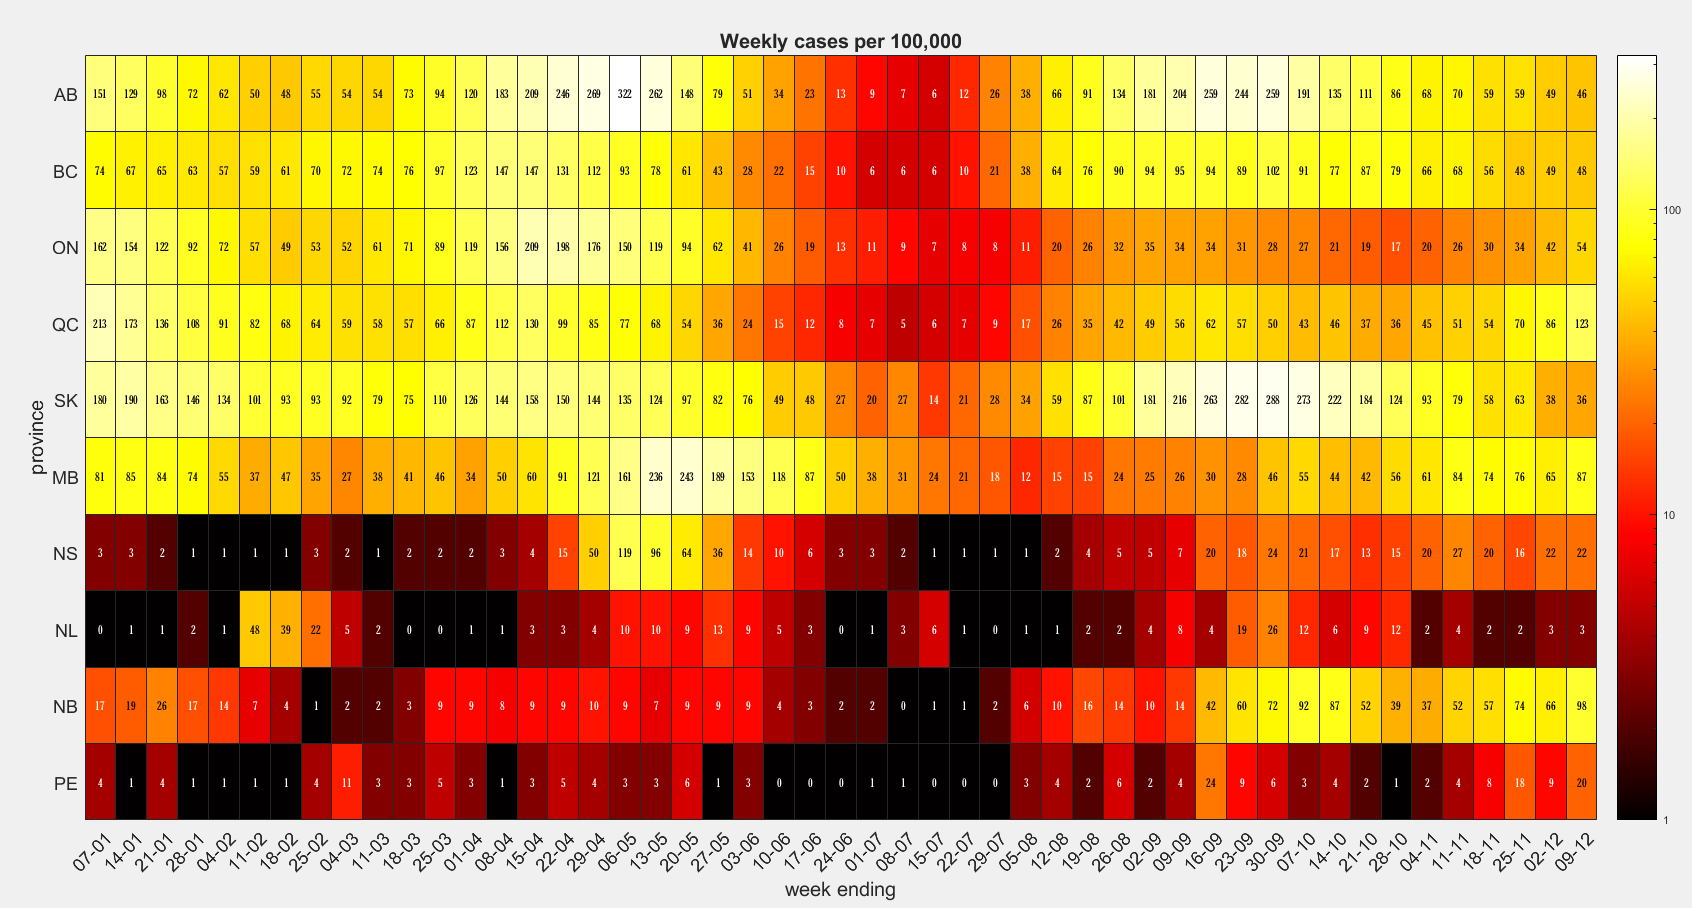 Weekly cases per 100,000
AB 151 129 98 72 62 50 48 55 54 54 73 94 120 183 209 246 269 322 262 148 79 51 34 23 13 9 7 6 12 26 38 66 91 134 181 204 259 244 259 191 135 111 86 68 70 59 59 49 46
BC 74 67 65 63 57 59 61 70 72 74 76 97 123 147 147 131 112 93 78 61 43 28 22 15 10 6 6 6 10 21 38 64 76 90 94 95 94 89 102 91 77 87 79 66 68 56 48 49 48
100
ON 162 154 122 92 72 57 49 53 52 61 71 89 119 156 209 198 176 150 119 94 62 41 26 19 13 11 9 7 8 8 11 20 26 32 35 34 34 31 28 27 21 19 17 20 26 30 34 42 54
QC 213 173 136 108 91 82 68 64 59 58 57 66 87 112 130 99 85 77 68 54 36 24 15 12 8 7 5 6 7 9 17 26 35 42 49 56 62 57 50 43 46 37 36 45 51 54 70 86 123
SK 180 190 163 146 134 101 93 93 92 79 75 110 126 144 158 150 144 135 124 97 82 76 49 48 27 20 27 14 21 28 34 59 87 101 181 216 263 282 288 273 222 184 124 93 79 58 63 38 36
province
MB 81 85 84 74 55 37 47 35 27 38 41 46 34 50 60 91 121 161 236 243 189 153 118 87 50 38 31 24 21 18 12 15 15 24 25 26 30 28 46 55 44 42 56 61 84 74 76 65 87
10
NS 3 3 2 1 1 1 1 3 2 1 2 2 2 3 4 15 50 119 96 64 36 14 10 6 3 3 2 1 1 1 1 2 4 5 5 7 20 18 24 21 17 13 15 20 27 20 16 22 22
NL 0 1 1 2 1 48 39 22 5 2 0 0 1 1 3 3 4 10 10 9 13 9 5 3 0 1 3 6 1 0 1 1 2 2 4 8 4 19 26 12 6 9 12 2 4 2 2 3 3
NB 17 19 26 17 14 7 4 1 2 2 3 9 9 8 9 9 10 9 7 9 9 9 4 3 2 2 0 1 1 2 6 10 16 14 10 14 42 60 72 92 87 52 39 37 52 57 74 66 98
PE 4 1 4 1 1 1 1 4 11 3 3 5 3 1 3 5 4 3 3 6 1 3 0 0 0 1 1 0 0 0 3 4 2 6 2 4 24 9 6 3 4 2 1 2 4 8 18 9 20
1
07-01 14-01 21-01 28-01 04-02 11-02 18-02 25-02 04-03 11-03 18-03 25-03 01-04 08-04 15-04 22-04 29-04 06-05 13-05 20-05 27-05 03-06 10-06 17-06 24-06 01-07 08-07 15-07 22-07 29-07 05-08 12-08 19-08 26-08 02-09 09-09 16-09 23-09 30-09 07-10 14-10 21-10 28-10 04-11 11-11 18-11 25-11 02-12 09-12
week ending